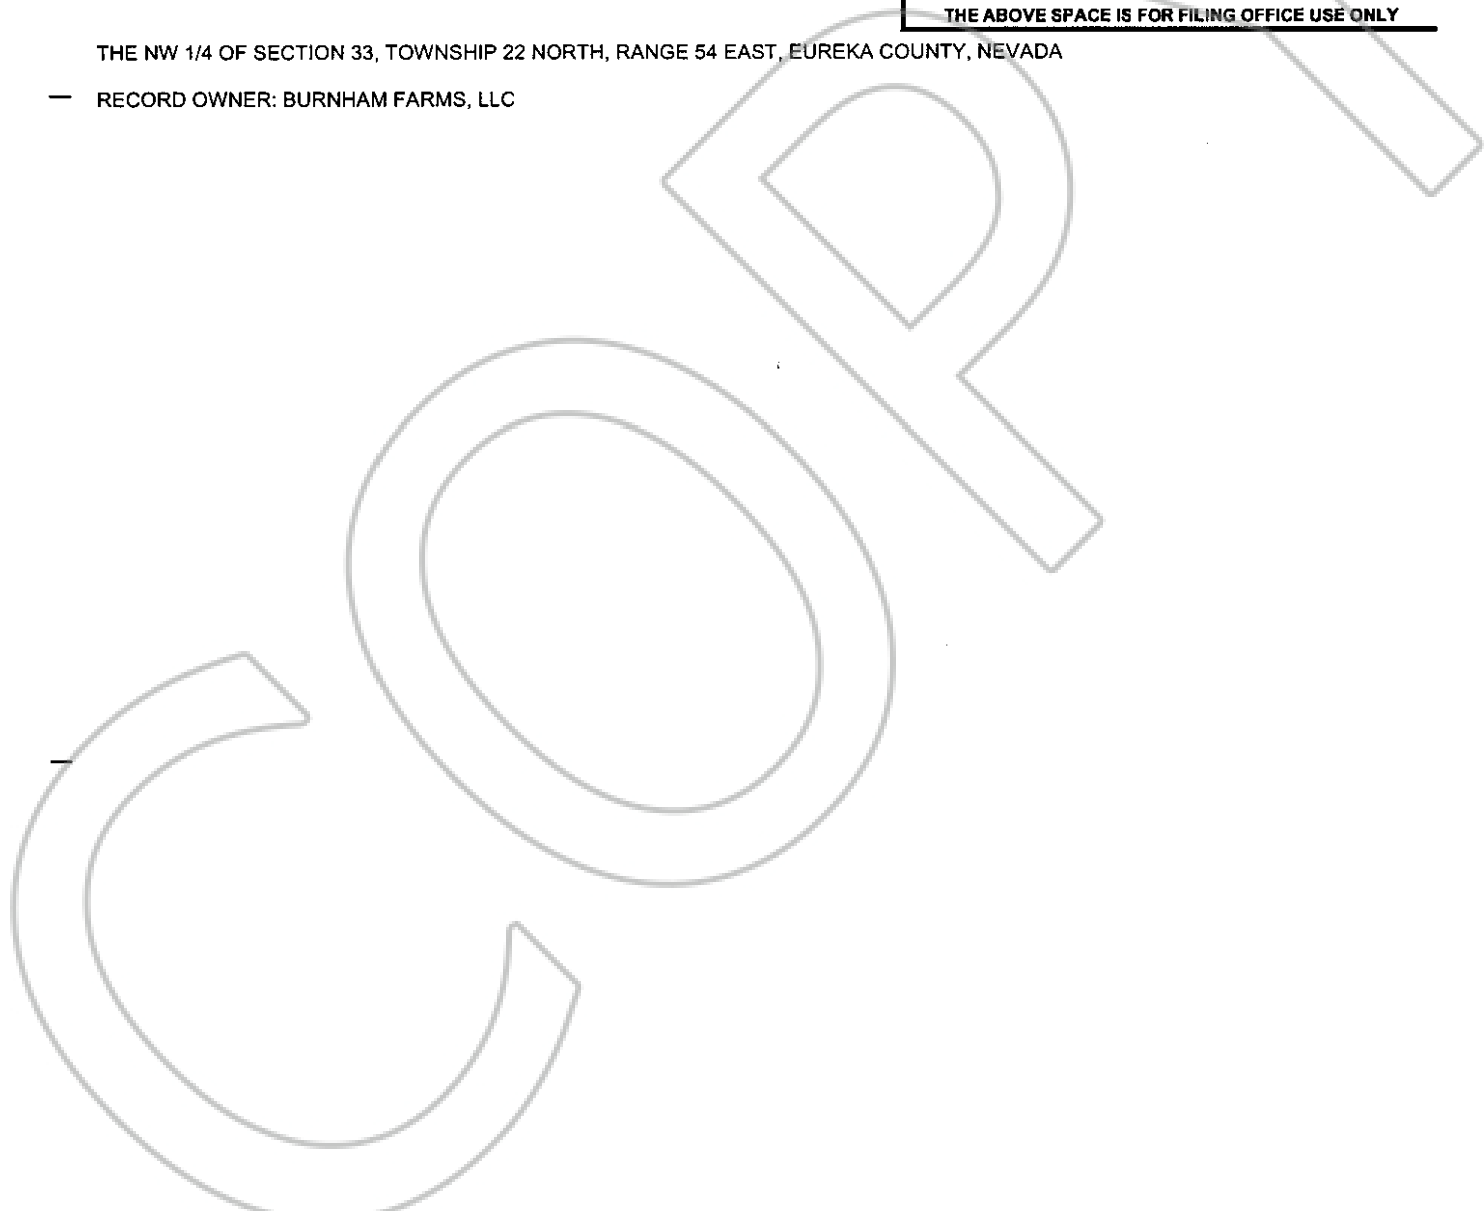 THE ABOVE SPACE IS FOR FILING OFFICE USE ONLY
THE NW 1/4 OF SECTION 33, TOWNSHIP 22 NORTH, RANGE 54 EAST, EUREKA COUNTY, NEVADA
— RECORD OWNER: BURNHAM FARMS, LLC
—
COPY